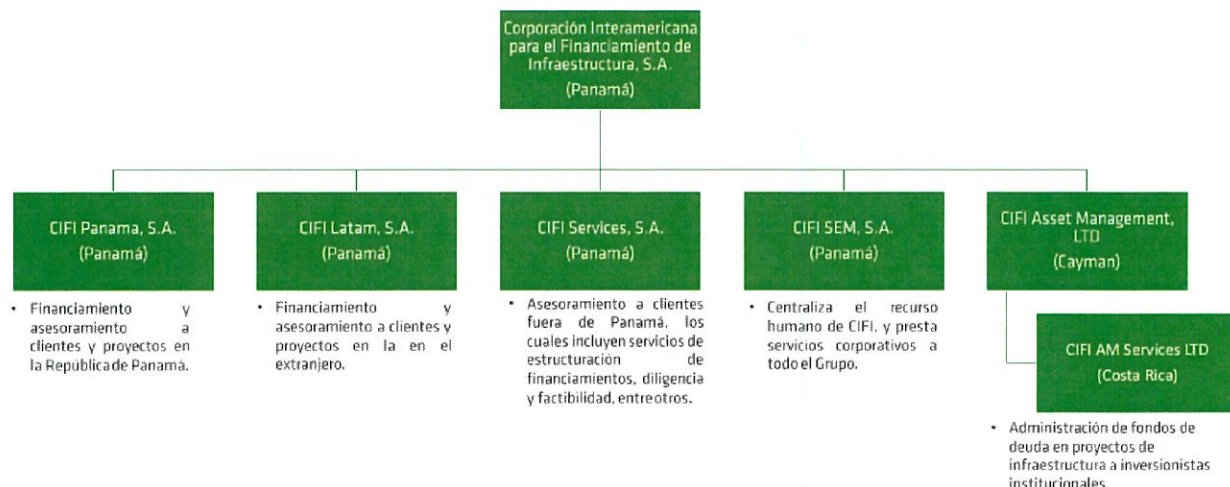 Corporación Interamericana
para el Financiamiento de
Infraestructura, S.A.
(Panamá)
CIFI Panama, S.A.
(Panamá)
• Financiamiento y
asesoramiento a
clientes y proyectos en
la República de Panamá.
CIFI Latam, S.A.
(Panamá)
• Financiamiento y
asesoramiento a clientes y
proyectos en la en el
extranjero.
CIFI Services, S.A.
(Panamá)
• Asesoramiento a clientes
fuera de Panamá, los
cuales incluyen servicios de
estructuración de
financiamientos, diligencia
y factibilidad, entre otros.
CIFI SEM, S.A.
(Panamá)
• Centraliza el recurso
humano de CIFI, y presta
servicios corporativos a
todo el Grupo.
CIFI Asset Management,
LTD
(Cayman)
CIFI AM Services LTD
(Costa Rica)
• Administración de fondos de
deuda en proyectos de
infraestructura a inversionistas
institucionales